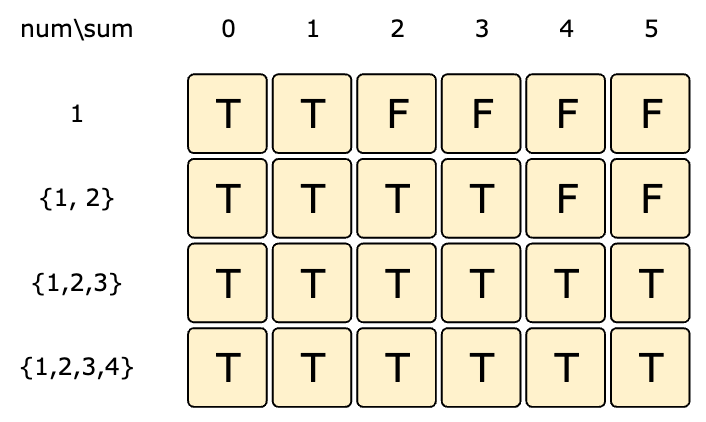 num\sum 0 1 2 3 4 5
1 T T F F F F
{1, 2} T T T T F F
{1,2,3} T T T T T T
{1,2,3,4} T T T T T T